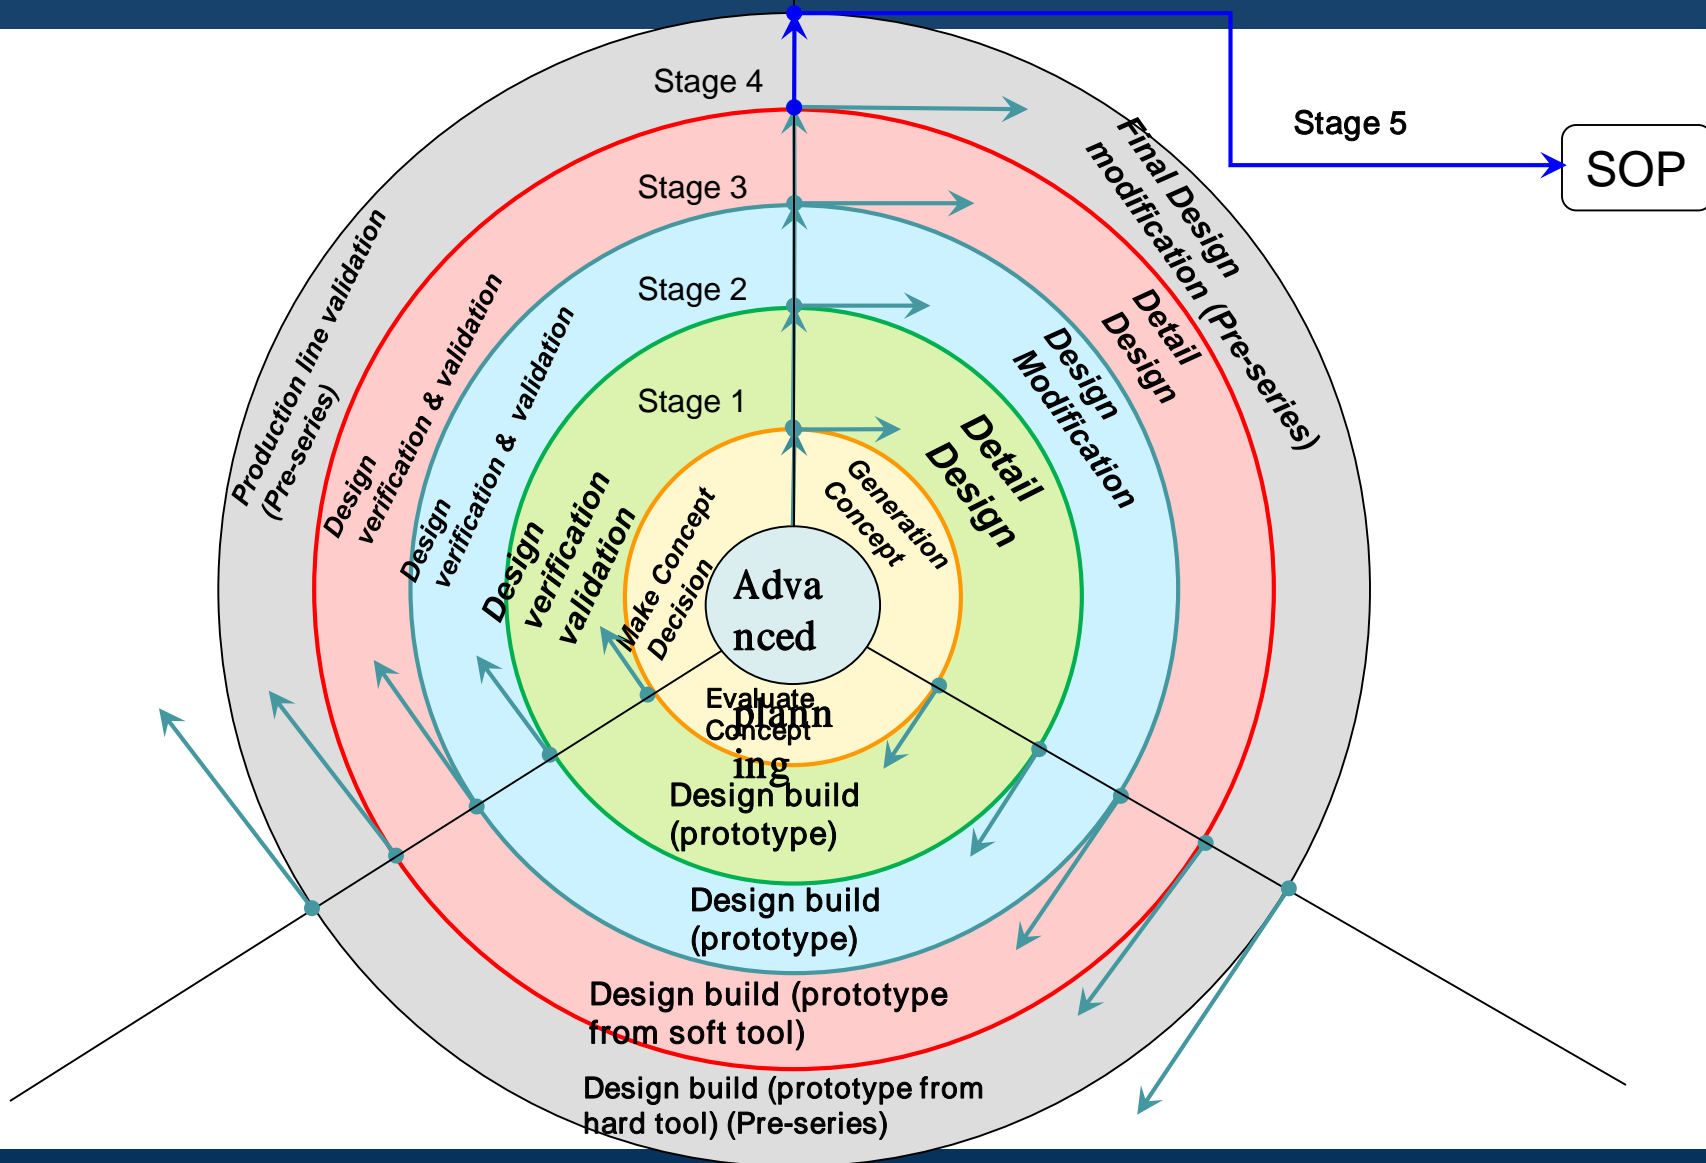 Stage 4
Stage 5
SOP
Stage 3
Stage 2
Stage 1
Final Design
modification (Pre-series)
Detail
Design
Design
Modification
Detail
Design
Generation
Concept
Production line validation
(Pre-series)
Design
verification & validation
Design
verification & validation
Design
verification
validation
Make Concept
Decision
Adva
nced
plann
ing
Evaluate
Concept
Design build
(prototype)
Design build
(prototype)
Design build (prototype
from soft tool)
Design build (prototype from
hard tool) (Pre-series)